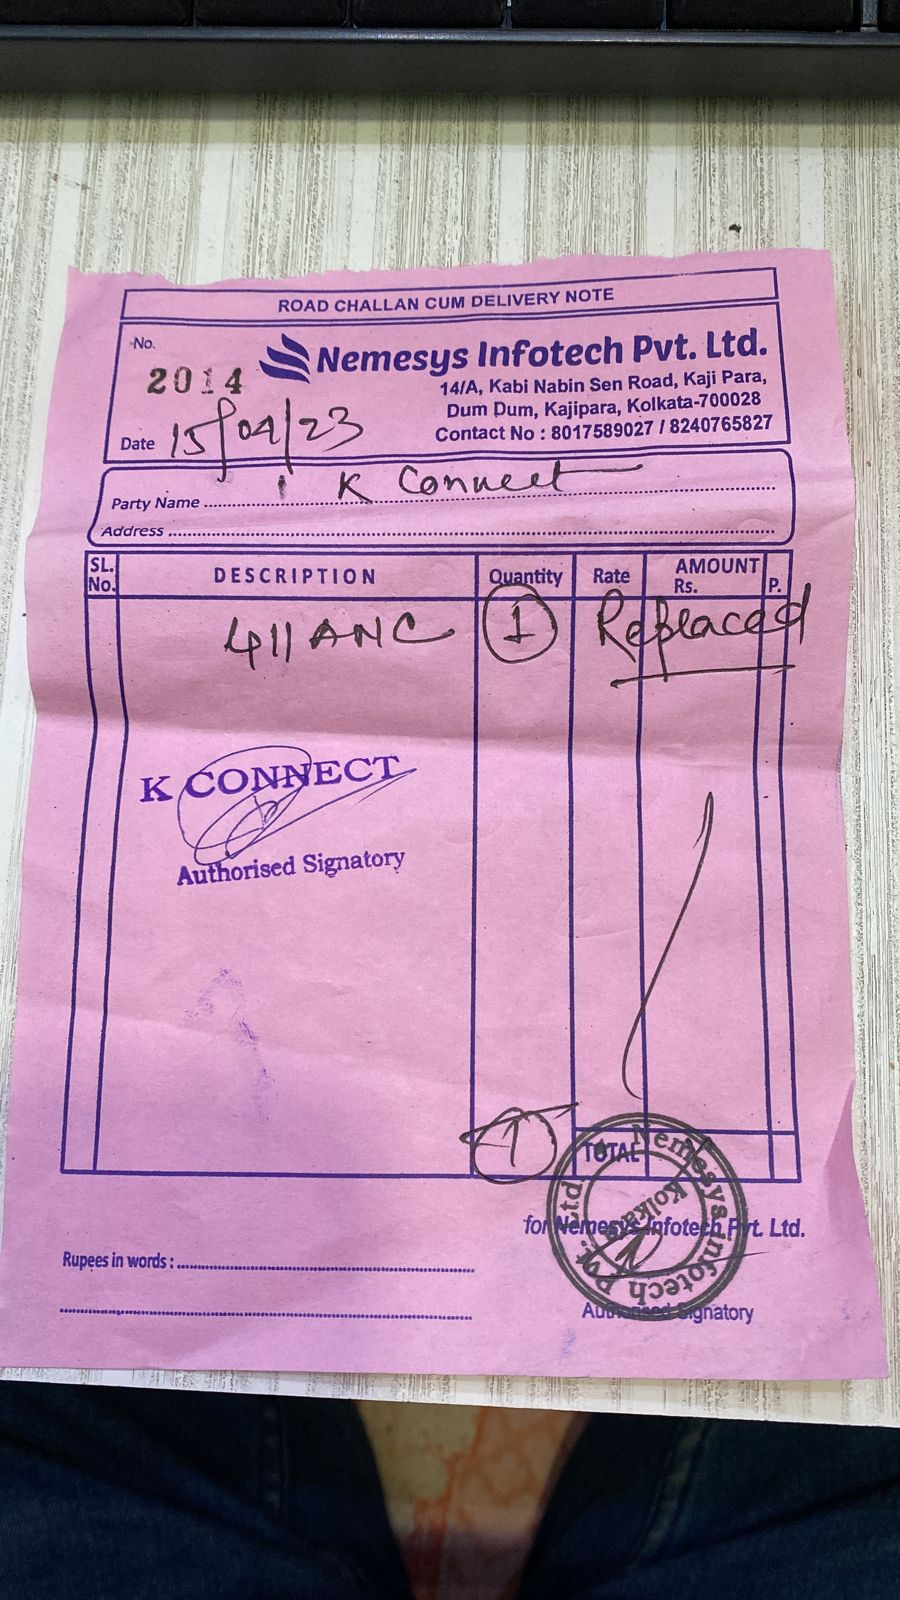 ROAD CHALLAN CUM DELIVERY NOTE
No.
2014
Nemesys Infotech Pvt. Ltd.
14/A, Kabi Nabin Sen Road, Kaji Para,
Dum Dum, Kajipara, Kolkata-700028
Contact No : 8017589027 / 8240765827
Date 15/04/23
Party Name K Connect
Address
SL. No. DESCRIPTION Quantity Rate AMOUNT Rs. P.
411 ANC 1 Replaced
K CONNECT
Authorised Signatory
1 TOTAL
for Nemesys Infotech Pvt. Ltd.
Nemesys infotech Pvt. Ltd.
Kolkata
Rupees in words :
Authorised Signatory